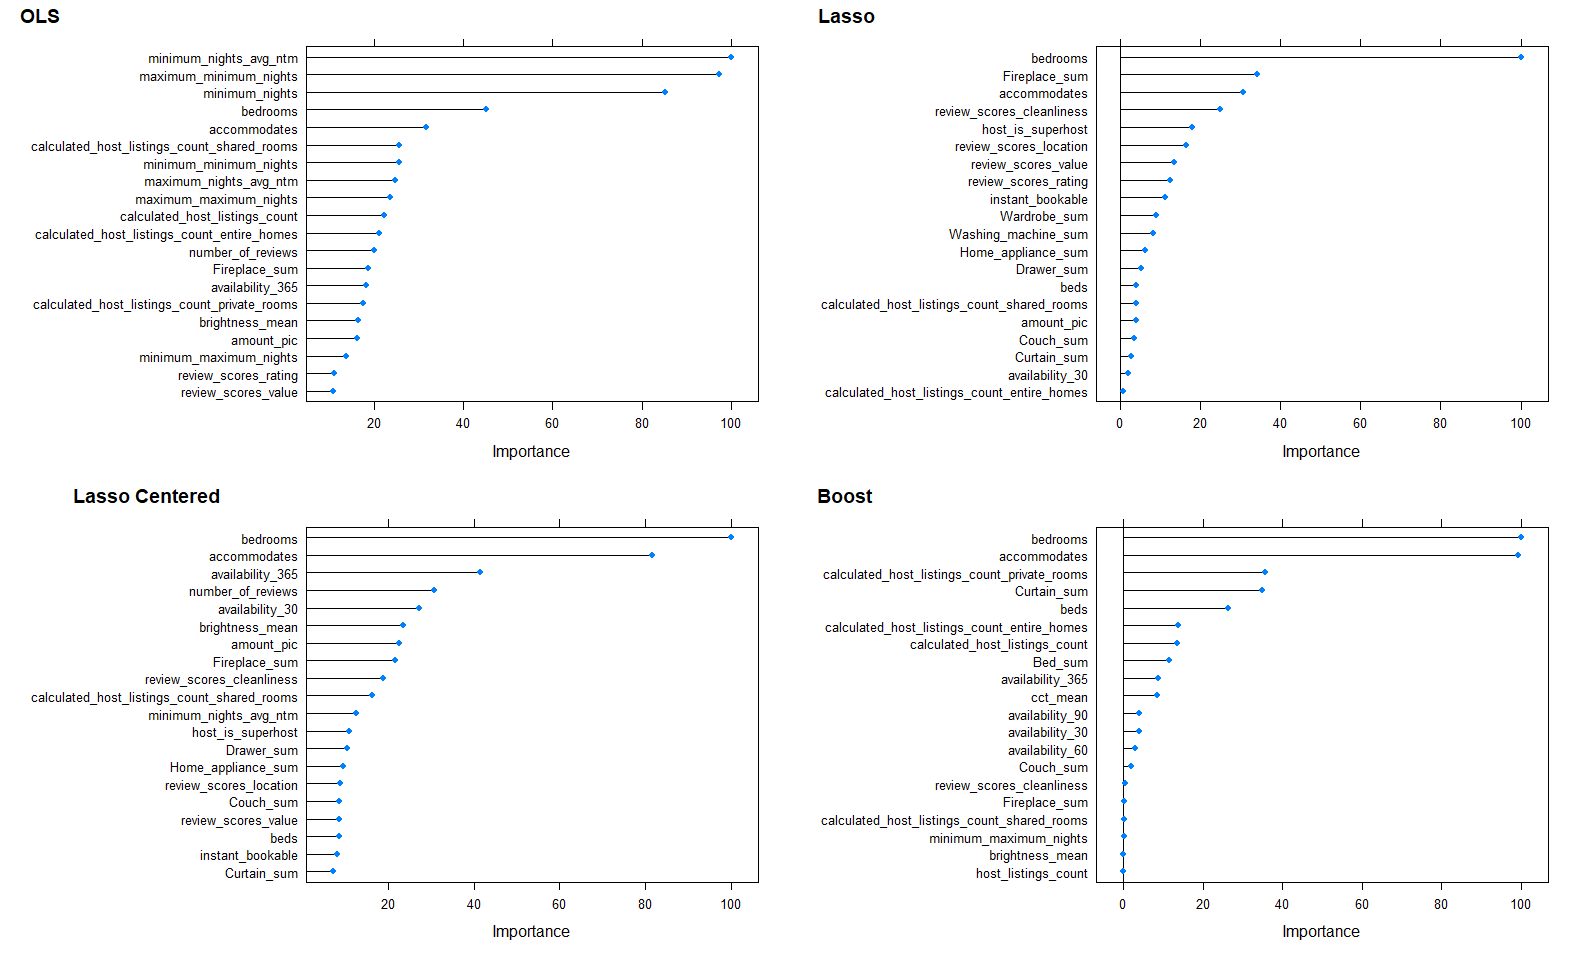 OLS
minimum_nights_avg_ntm
maximum_minimum_nights
minimum_nights
bedrooms
accommodates
calculated_host_listings_count_shared_rooms
minimum_minimum_nights
maximum_nights_avg_ntm
maximum_maximum_nights
calculated_host_listings_count
calculated_host_listings_count_entire_homes
number_of_reviews
Fireplace_sum
availability_365
calculated_host_listings_count_private_rooms
brightness_mean
amount_pic
minimum_maximum_nights
review_scores_rating
review_scores_value
20 40 60 80 100
Importance
Lasso
bedrooms
Fireplace_sum
accommodates
review_scores_cleanliness
host_is_superhost
review_scores_location
review_scores_value
review_scores_rating
instant_bookable
Wardrobe_sum
Washing_machine_sum
Home_appliance_sum
Drawer_sum
beds
calculated_host_listings_count_shared_rooms
amount_pic
Couch_sum
Curtain_sum
availability_30
calculated_host_listings_count_entire_homes
0 20 40 60 80 100
Importance
Lasso Centered
bedrooms
accommodates
availability_365
number_of_reviews
availability_30
brightness_mean
amount_pic
Fireplace_sum
review_scores_cleanliness
calculated_host_listings_count_shared_rooms
minimum_nights_avg_ntm
host_is_superhost
Drawer_sum
Home_appliance_sum
review_scores_location
Couch_sum
review_scores_value
beds
instant_bookable
Curtain_sum
20 40 60 80 100
Importance
Boost
bedrooms
accommodates
calculated_host_listings_count_private_rooms
Curtain_sum
beds
calculated_host_listings_count_entire_homes
calculated_host_listings_count
Bed_sum
availability_365
cct_mean
availability_90
availability_30
availability_60
Couch_sum
review_scores_cleanliness
Fireplace_sum
calculated_host_listings_count_shared_rooms
minimum_maximum_nights
brightness_mean
host_listings_count
0 20 40 60 80 100
Importance